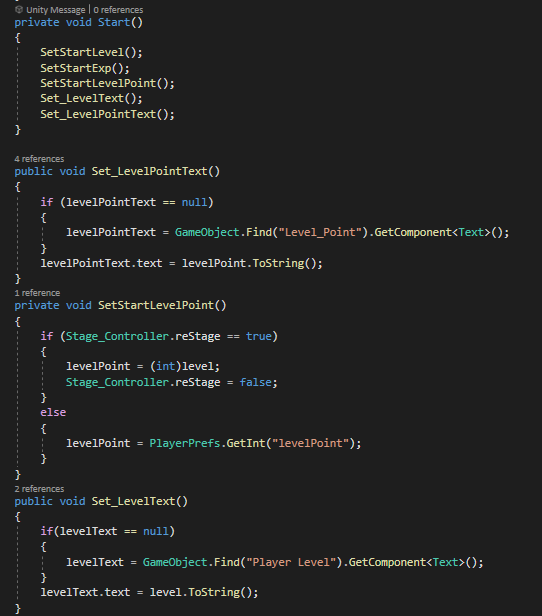 Unity Message | 0 references
private void Start()
{
SetStartLevel();
SetStartExp();
SetStartLevelPoint();
Set_LevelText();
Set_LevelPointText();
}
4 references
public void Set_LevelPointText()
{
if (levelPointText == null)
{
levelPointText = GameObject.Find("Level_Point").GetComponent<Text>();
}
levelPointText.text = levelPoint.ToString();
}
1 reference
private void SetStartLevelPoint()
{
if (Stage_Controller.reStage == true)
{
levelPoint = (int)level;
Stage_Controller.reStage = false;
}
else
{
levelPoint = PlayerPrefs.GetInt("levelPoint");
}
}
2 references
public void Set_LevelText()
{
if(levelText == null)
{
levelText = GameObject.Find("Player Level").GetComponent<Text>();
}
levelText.text = level.ToString();
}